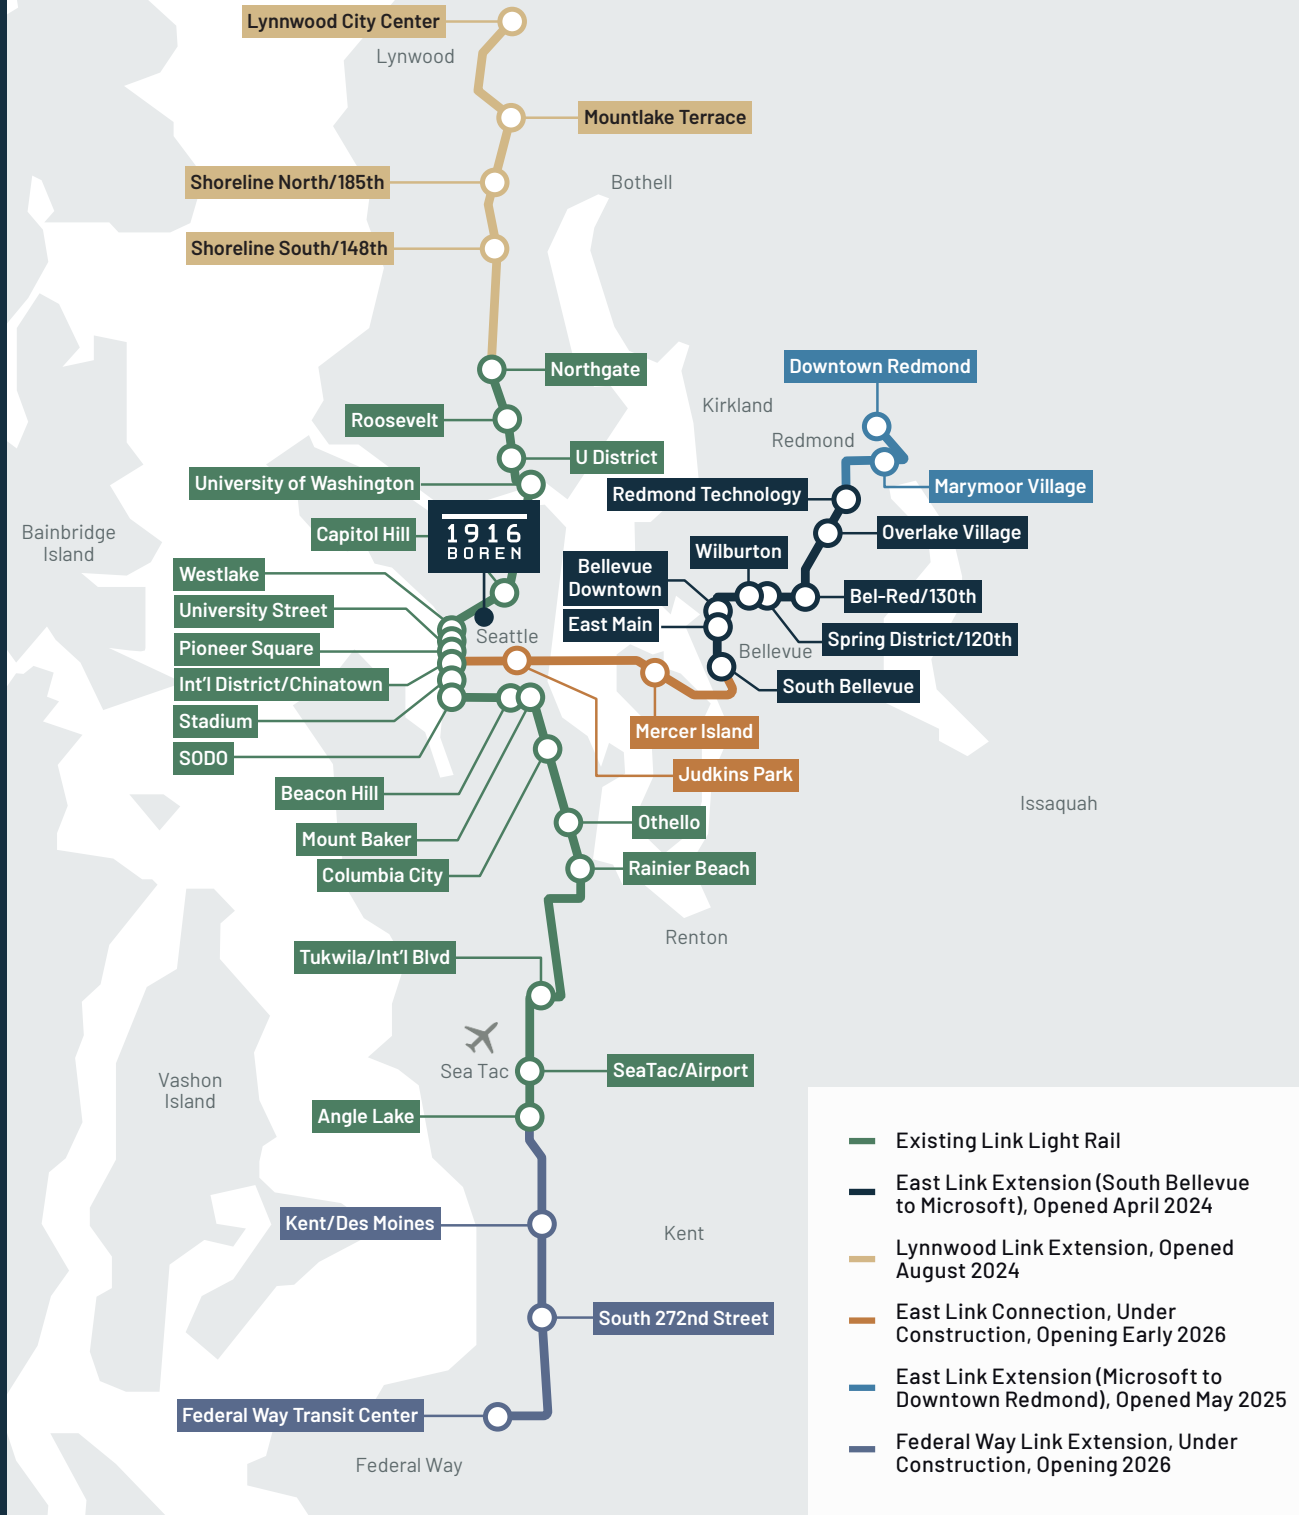 Lynnwood City Center
Lynwood
Mountlake Terrace
Shoreline North/185th
Bothell
Shoreline South/148th
Northgate
Downtown Redmond
Kirkland
Roosevelt
Redmond
U District
University of Washington
Marymoor Village
Redmond Technology
1916
BOREN
Capitol Hill
Overlake Village
Bainbridge
Island
Wilburton
Westlake
Bellevue
Downtown
University Street
Bel-Red/130th
East Main
Seattle
Spring District/120th
Pioneer Square
Bellevue
Int'l District/Chinatown
South Bellevue
Stadium
Mercer Island
SODO
Judkins Park
Beacon Hill
Issaquah
Othello
Mount Baker
Rainier Beach
Columbia City
Renton
Tukwila/Int'l Blvd
Sea Tac
SeaTac/Airport
Vashon
Island
Angle Lake
Kent/Des Moines
Kent
South 272nd Street
Federal Way Transit Center
Federal Way
Existing Link Light Rail
East Link Extension (South Bellevue
to Microsoft), Opened April 2024
Lynnwood Link Extension, Opened
August 2024
East Link Connection, Under
Construction, Opening Early 2026
East Link Extension (Microsoft to
Downtown Redmond), Opened May 2025
Federal Way Link Extension, Under
Construction, Opening 2026